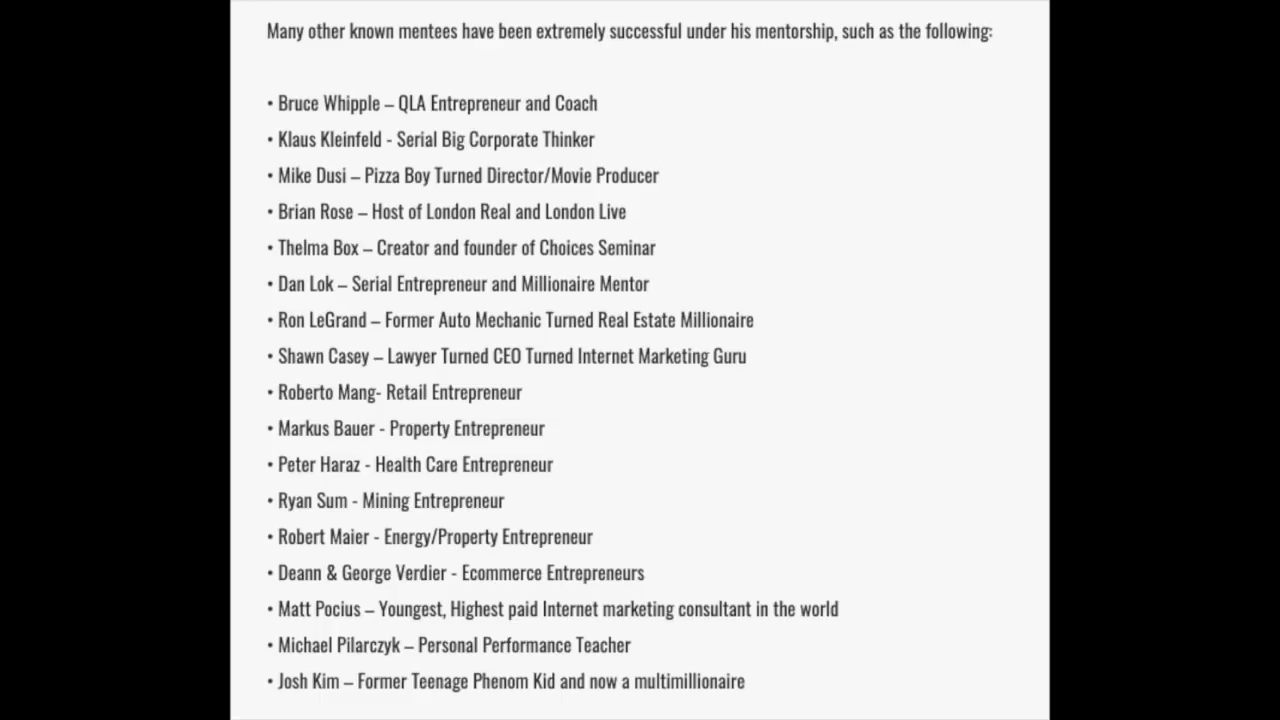 Many other known mentees have been extremely successful under his mentorship, such as the following:
• Bruce Whipple – QLA Entrepreneur and Coach
• Klaus Kleinfeld - Serial Big Corporate Thinker
• Mike Dusi – Pizza Boy Turned Director/Movie Producer
• Brian Rose – Host of London Real and London Live
• Thelma Box – Creator and founder of Choices Seminar
• Dan Lok – Serial Entrepreneur and Millionaire Mentor
• Ron LeGrand – Former Auto Mechanic Turned Real Estate Millionaire
• Shawn Casey – Lawyer Turned CEO Turned Internet Marketing Guru
• Roberto Mang- Retail Entrepreneur
• Markus Bauer - Property Entrepreneur
• Peter Haraz - Health Care Entrepreneur
• Ryan Sum - Mining Entrepreneur
• Robert Maier - Energy/Property Entrepreneur
• Deann & George Verdier - Ecommerce Entrepreneurs
• Matt Pocius – Youngest, Highest paid Internet marketing consultant in the world
• Michael Pilarczyk – Personal Performance Teacher
• Josh Kim – Former Teenage Phenom Kid and now a multimillionaire